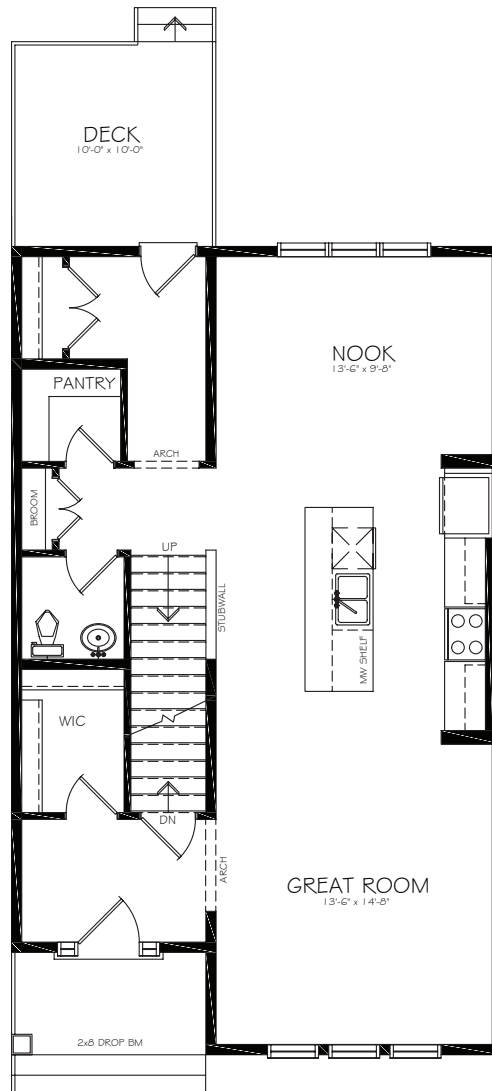 DECK
10'-0" x 10'-0"
NOOK
13'-6" x 9'-8"
PANTRY
ARCH
BROOM
UP
STUBWALL
MW SHELF
WIC
DN
ARCH
GREAT ROOM
13'-6" x 14'-8"
2x8 DROP BM